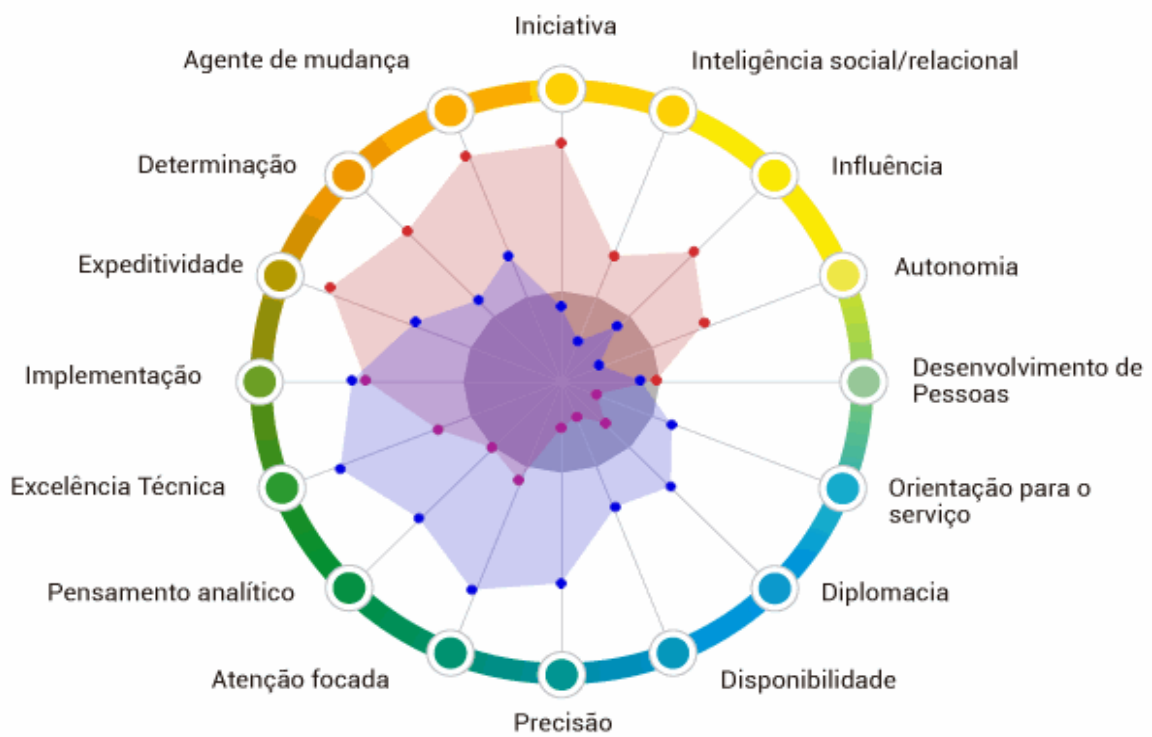 Iniciativa
Agente de mudança
Inteligência social/relacional
Determinação
Influência
Expeditividade
Autonomia
Implementação
Desenvolvimento de
Pessoas
Excelência Técnica
Orientação para o
serviço
Pensamento analítico
Diplomacia
Atenção focada
Disponibilidade
Precisão